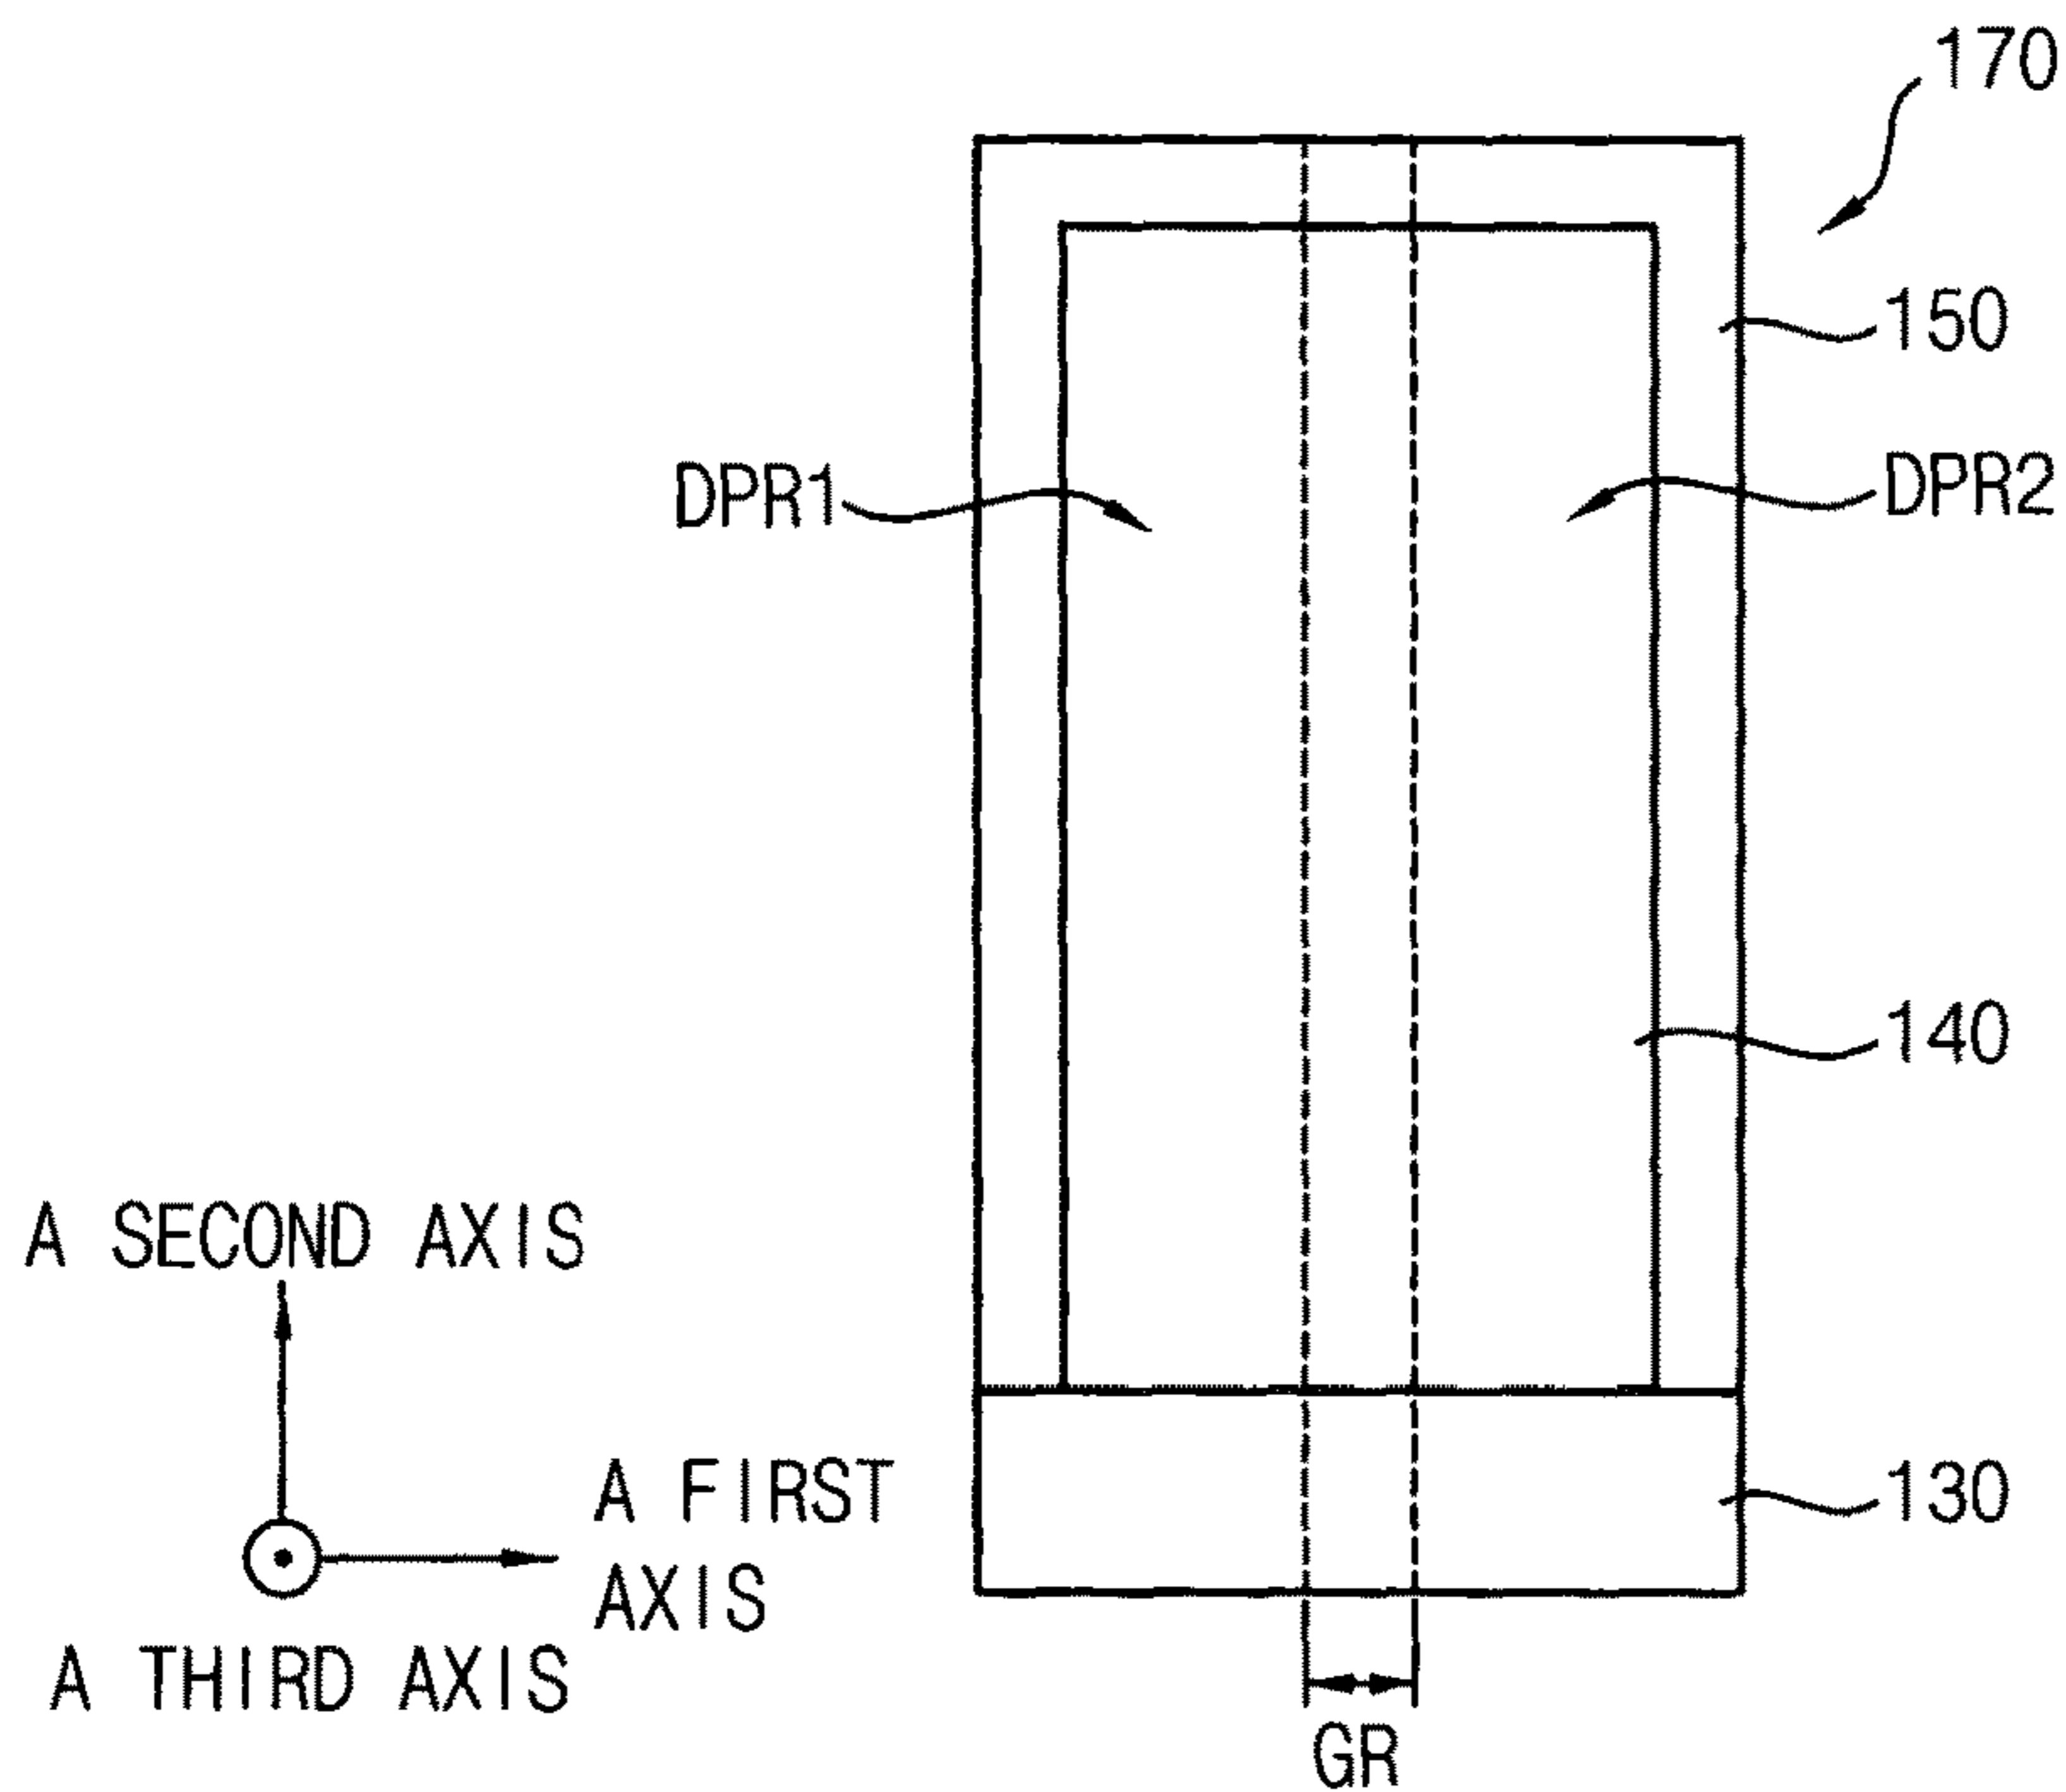 170
150
DPR1
DPR2
140
A SECOND AXIS
A FIRST
AXIS
130
A THIRD AXIS
GR